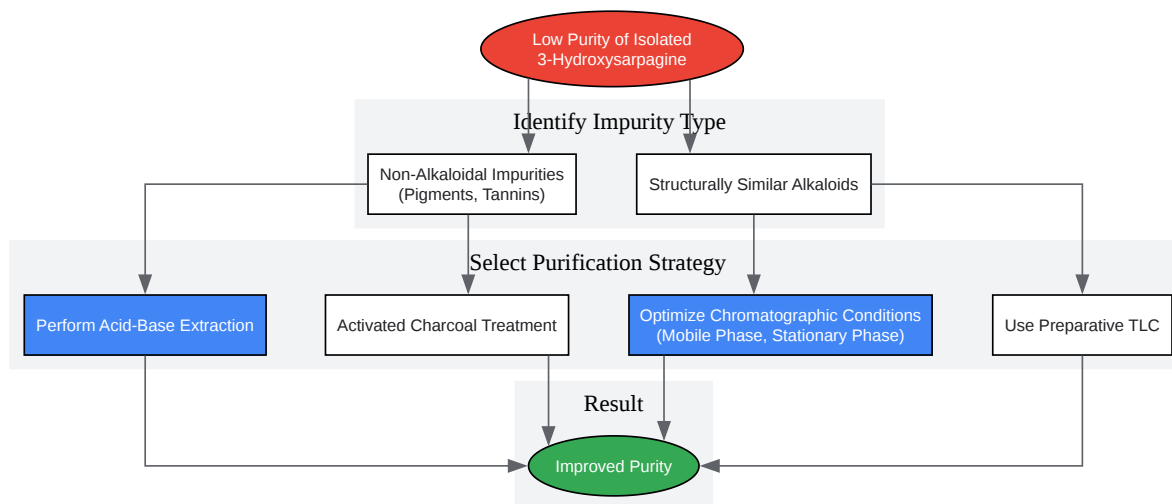 Low Purity of Isolated
3-Hydroxysarpagine
Identify Impurity Type
Non-Alkaloidal Impurities
(Pigments, Tannins)
Structurally Similar Alkaloids
Select Purification Strategy
Perform Acid-Base Extraction
Activated Charcoal Treatment
Optimize Chromatographic Conditions
(Mobile Phase, Stationary Phase)
Use Preparative TLC
Result
Improved Purity